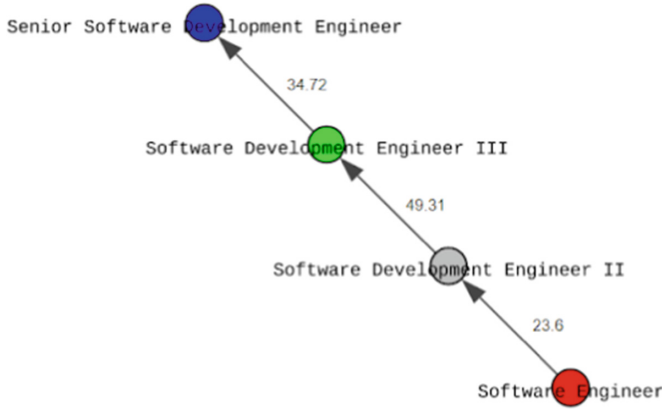 Senior Software Development Engineer
34.72
Software Development Engineer III
49.31
Software Development Engineer II
23.6
Software Engineer